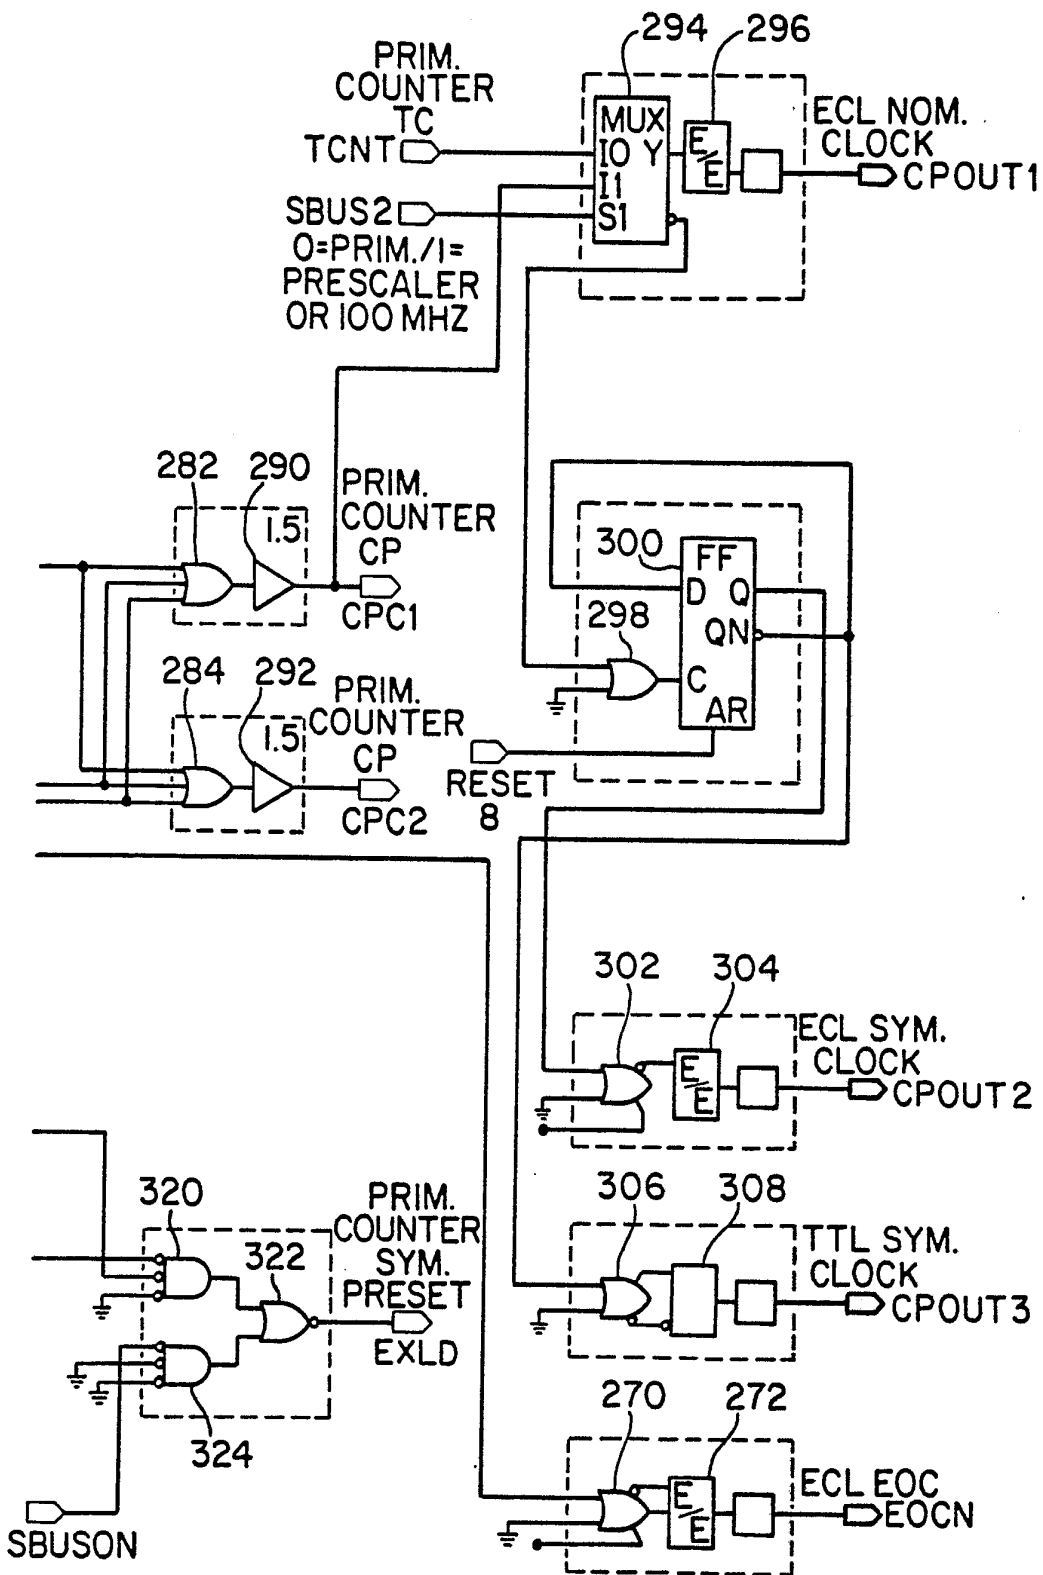 294
296
PRIM.
COUNTER
TC
TCNT
MUX
I0 Y
I1
S1
E/E
ECL NOM.
CLOCK
CPOUT1
SBUS2
0=PRIM./1=
PRESCALER
OR 100 MHZ
282
290
1.5
PRIM.
COUNTER
CP
CPC1
300
FF
D Q
QN
C
AR
298
284
292
1.5
PRIM.
COUNTER
CP
CPC2
RESET
8
302
304
E/E
ECL SYM.
CLOCK
CPOUT2
306
308
TTL SYM.
CLOCK
CPOUT3
320
322
324
PRIM.
COUNTER
SYM.
PRESET
EXLD
SBUSON
270
272
E/E
ECL EOC
EOCN